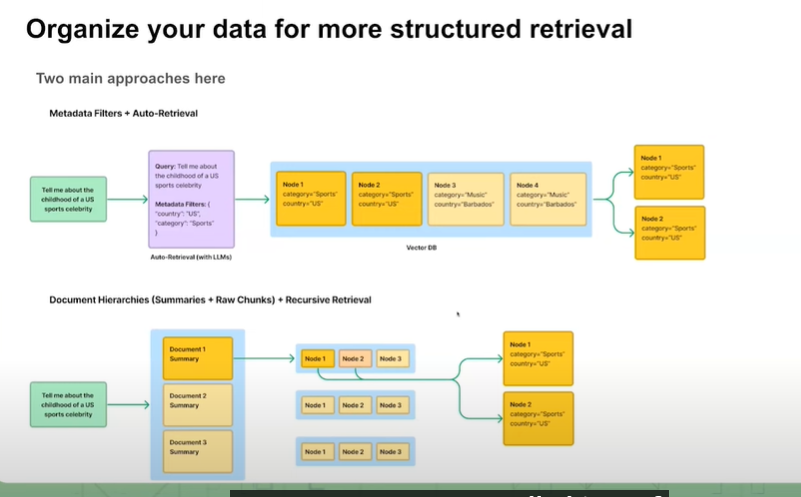 Organize your data for more structured retrieval
Two main approaches here
Metadata Filters + Auto-Retrieval
Tell me about the
childhood of a US
sports celebrity
Query: Tell me about
the childhood of a US
sports celebrity
Metadata Filters: {
"country": "US",
"category": "Sports"
}
Auto-Retrieval (with LLMs)
Node 1
category="Sports"
country="US"
Node 2
category="Sports"
country="US"
Node 3
category="Music"
country="Barbados"
Node 4
category="Music"
country="Barbados"
Vector DB
Node 1
category="Sports"
country="US"
Node 2
category="Sports"
country="US"
Document Hierarchies (Summaries + Raw Chunks) + Recursive Retrieval
Tell me about the
childhood of a US
sports celebrity
Document 1
Summary
Document 2
Summary
Document 3
Summary
Node 1
Node 2
Node 3
Node 1
Node 2
Node 3
Node 1
Node 2
Node 3
Node 1
category="Sports"
country="US"
Node 2
category="Sports"
country="US"